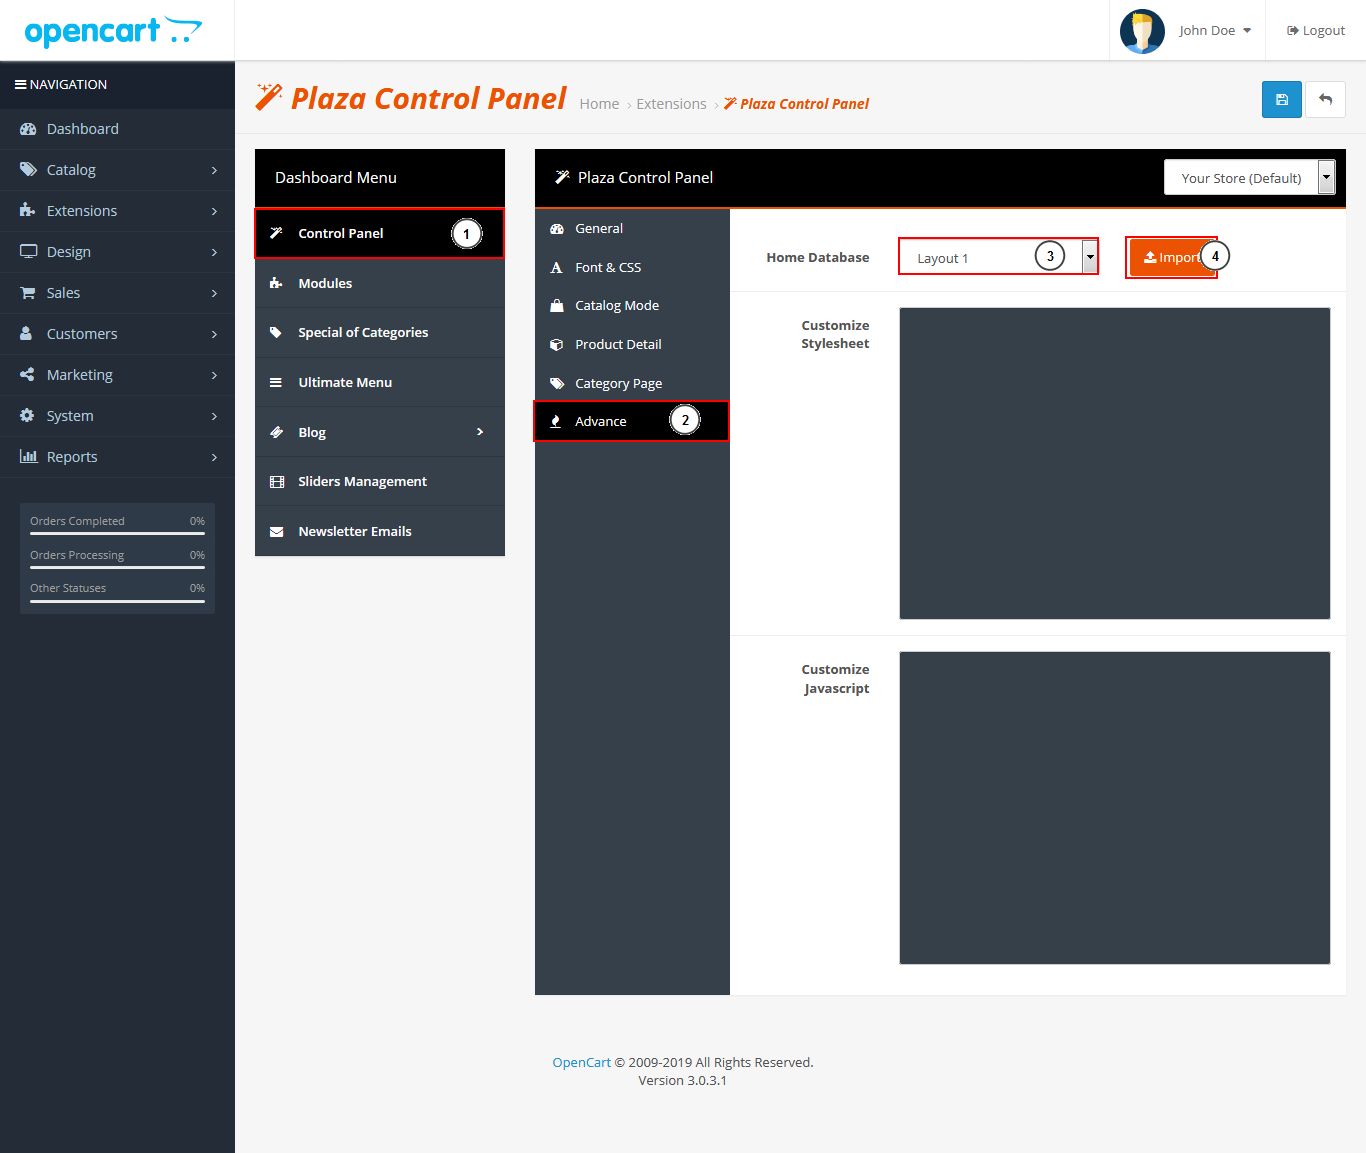 opencart
John Doe
Logout
NAVIGATION
Dashboard
Catalog
Extensions
Design
Sales
Customers
Marketing
System
Reports
Orders Completed 0%
Orders Processing 0%
Other Statuses 0%
Plaza Control Panel
Home > Extensions > Plaza Control Panel
Dashboard Menu
Control Panel 1
Modules
Special of Categories
Ultimate Menu
Blog
Sliders Management
Newsletter Emails
Plaza Control Panel
Your Store (Default)
General
Font & CSS
Catalog Mode
Product Detail
Category Page
Advance 2
Home Database
Layout 1 3
Import 4
Customize
Stylesheet
Customize
Javascript
OpenCart © 2009-2019 All Rights Reserved.
Version 3.0.3.1